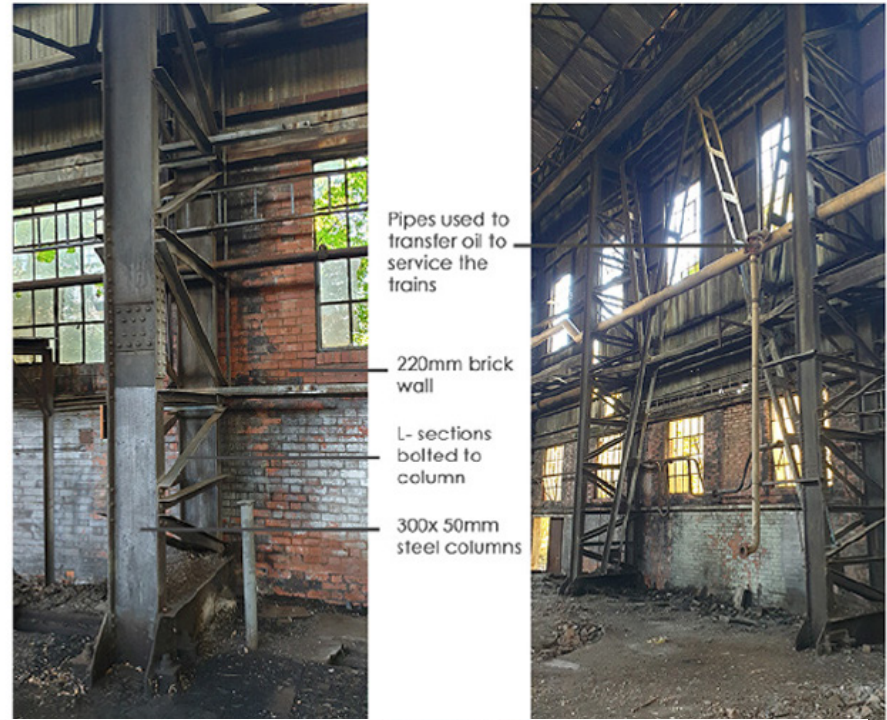 Pipes used to
transfer oil to
service the
trains
220mm brick
wall
L- sections
bolted to
column
300x 50mm
steel columns